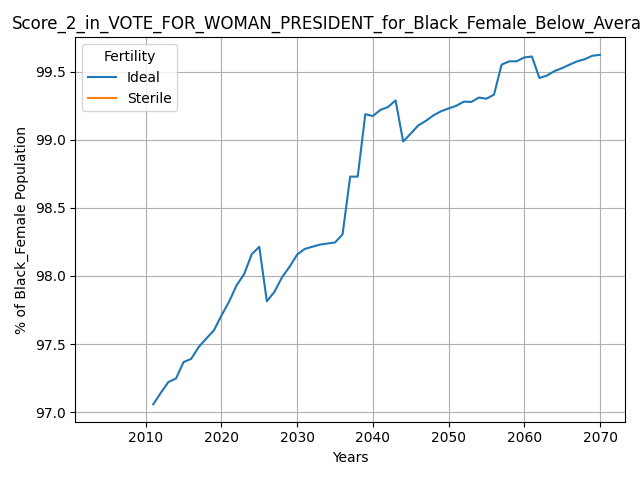 Score_2_in_VOTE_FOR_WOMAN_PRESIDENT_for_Black_Female_Below_Avera
Fertility
Ideal
Sterile
% of Black_Female Population
99.5
99.0
98.5
98.0
97.5
97.0
2010 2020 2030 2040 2050 2060 2070
Years